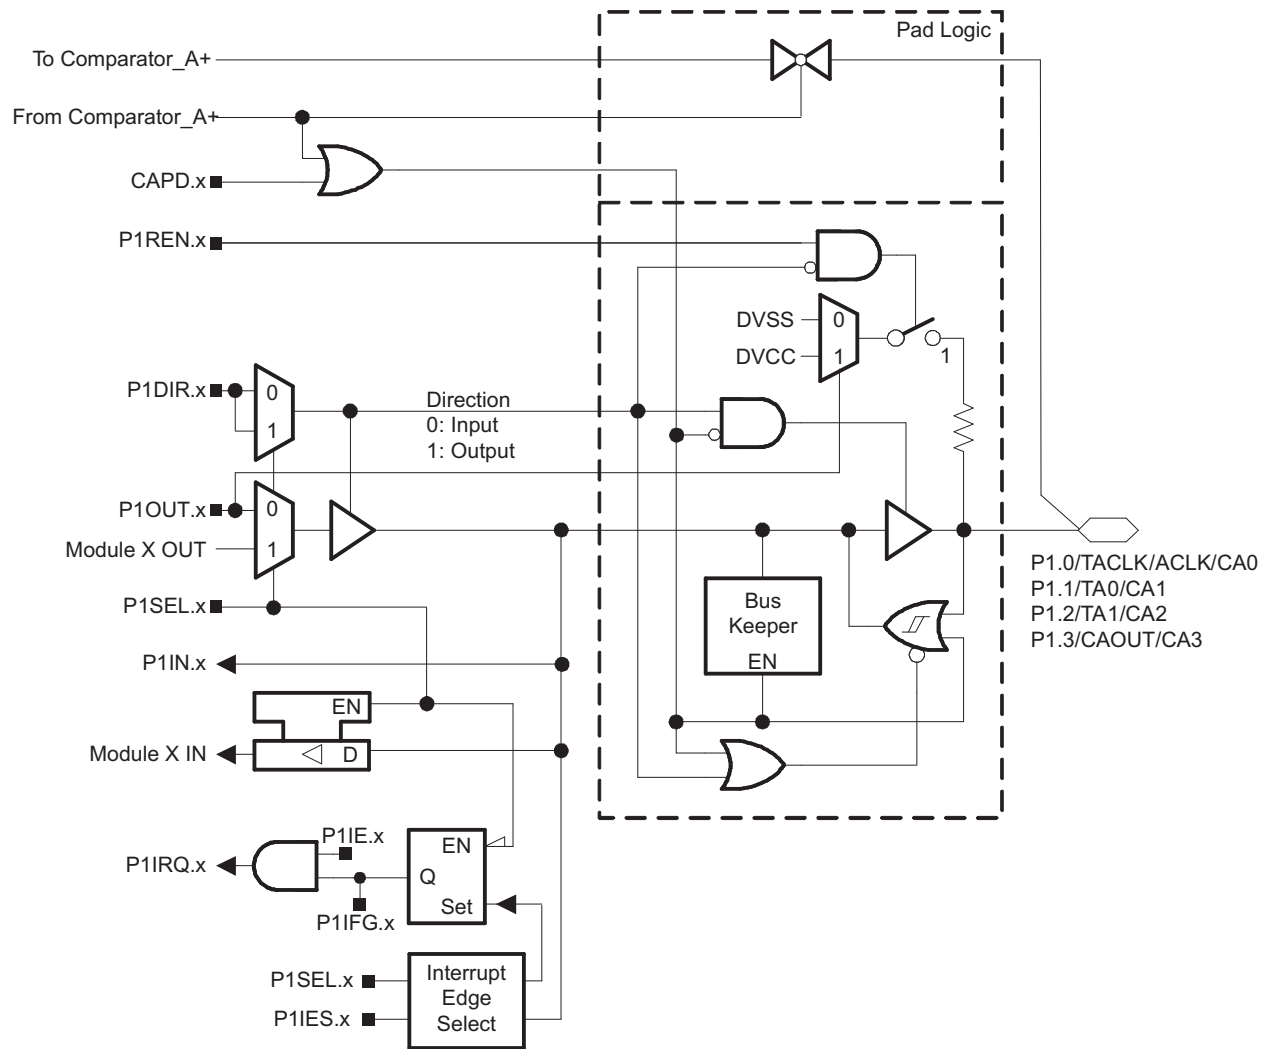 Pad Logic
To Comparator_A+
From Comparator_A+
CAPD.x
P1REN.x
DVSS
0
DVCC
1
1
P1DIR.x
0
1
Direction
0: Input
1: Output
P1OUT.x
0
Module X OUT
1
P1SEL.x
Bus
Keeper
EN
P1.0/TACLK/ACLK/CA0
P1.1/TA0/CA1
P1.2/TA1/CA2
P1.3/CAOUT/CA3
P1IN.x
EN
Module X IN
D
P1IE.x
P1IRQ.x
EN
Q
Set
P1IFG.x
P1SEL.x
P1IES.x
Interrupt
Edge
Select